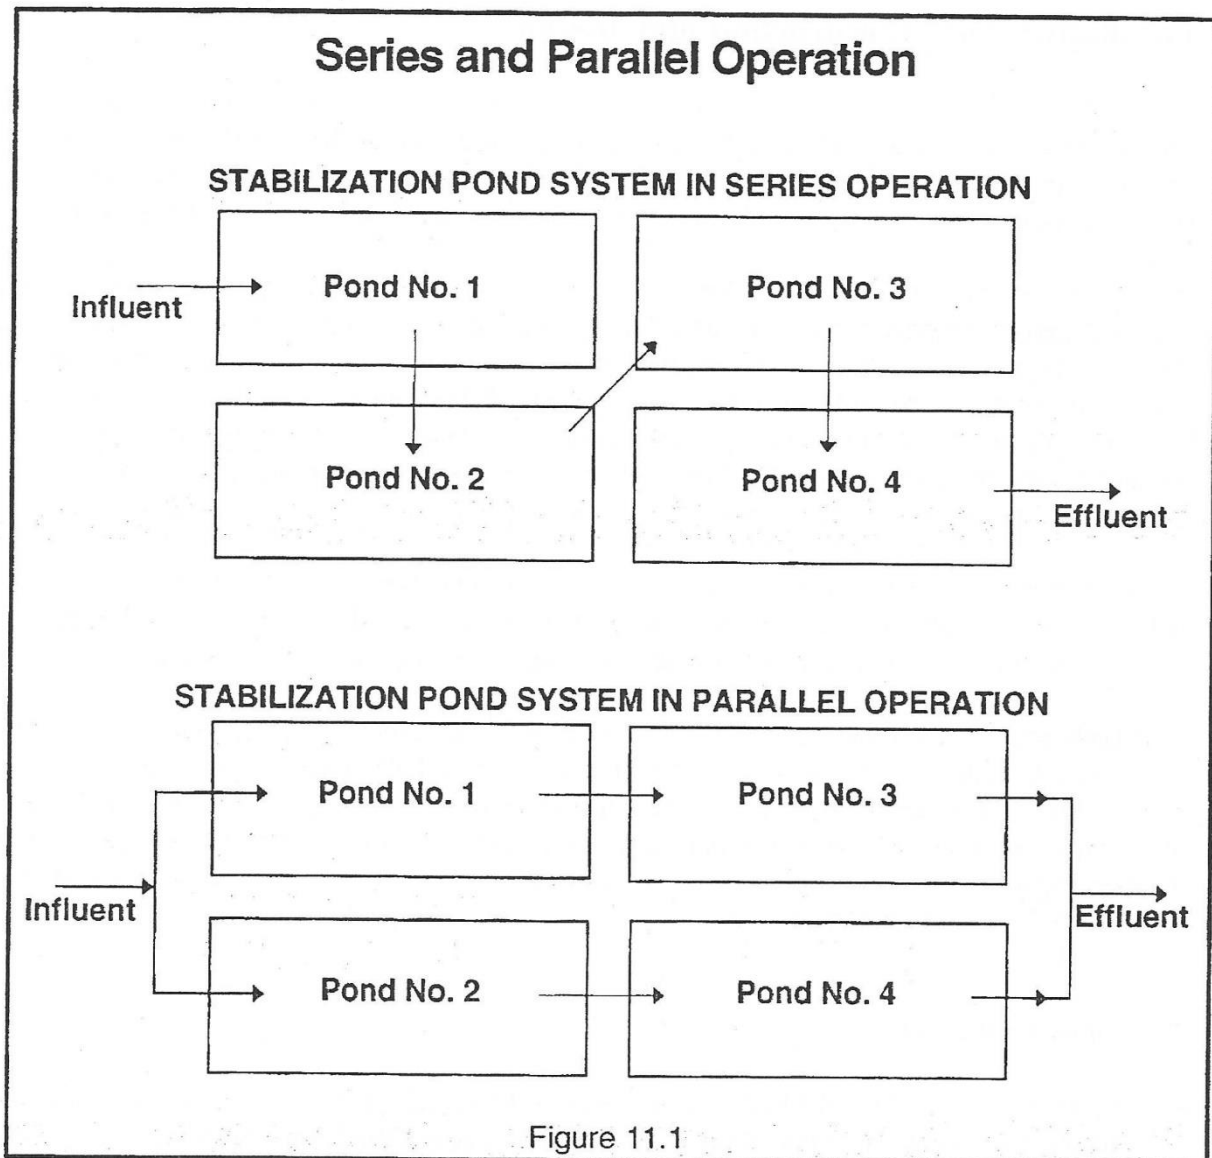 Series and Parallel Operation
STABILIZATION POND SYSTEM IN SERIES OPERATION
Influent
Pond No. 1
Pond No. 3
Pond No. 2
Pond No. 4
Effluent
STABILIZATION POND SYSTEM IN PARALLEL OPERATION
Influent
Pond No. 1
Pond No. 3
Pond No. 2
Pond No. 4
Effluent
Figure 11.1